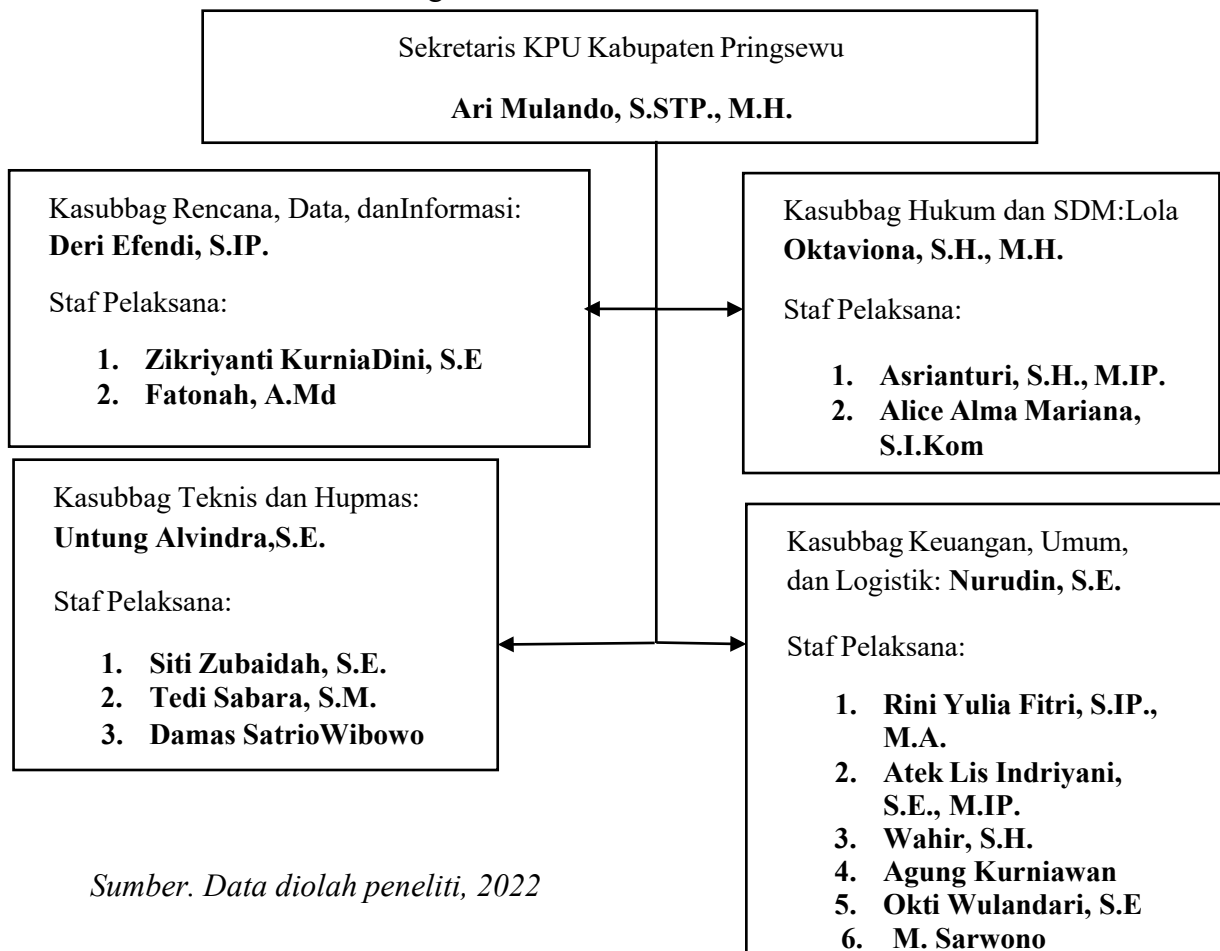 Sekretaris KPU Kabupaten Pringsewu
Ari Mulando, S.STP., M.H.
Kasubbag Rencana, Data, danInformasi:
Deri Efendi, S.IP.
Staf Pelaksana:
1. Zikriyanti KurniaDini, S.E
2. Fatonah, A.Md
Kasubbag Hukum dan SDM:Lola
Oktaviona, S.H., M.H.
Staf Pelaksana:
1. Asrianturi, S.H., M.IP.
2. Alice Alma Mariana,
S.I.Kom
Kasubbag Teknis dan Hupmas:
Untung Alvindra,S.E.
Staf Pelaksana:
1. Siti Zubaidah, S.E.
2. Tedi Sabara, S.M.
3. Damas SatrioWibowo
Kasubbag Keuangan, Umum,
dan Logistik: Nurudin, S.E.
Staf Pelaksana:
1. Rini Yulia Fitri, S.IP.,
M.A.
2. Atek Lis Indriyani,
S.E., M.IP.
3. Wahir, S.H.
4. Agung Kurniawan
5. Okti Wulandari, S.E
6. M. Sarwono
Sumber. Data diolah peneliti, 2022